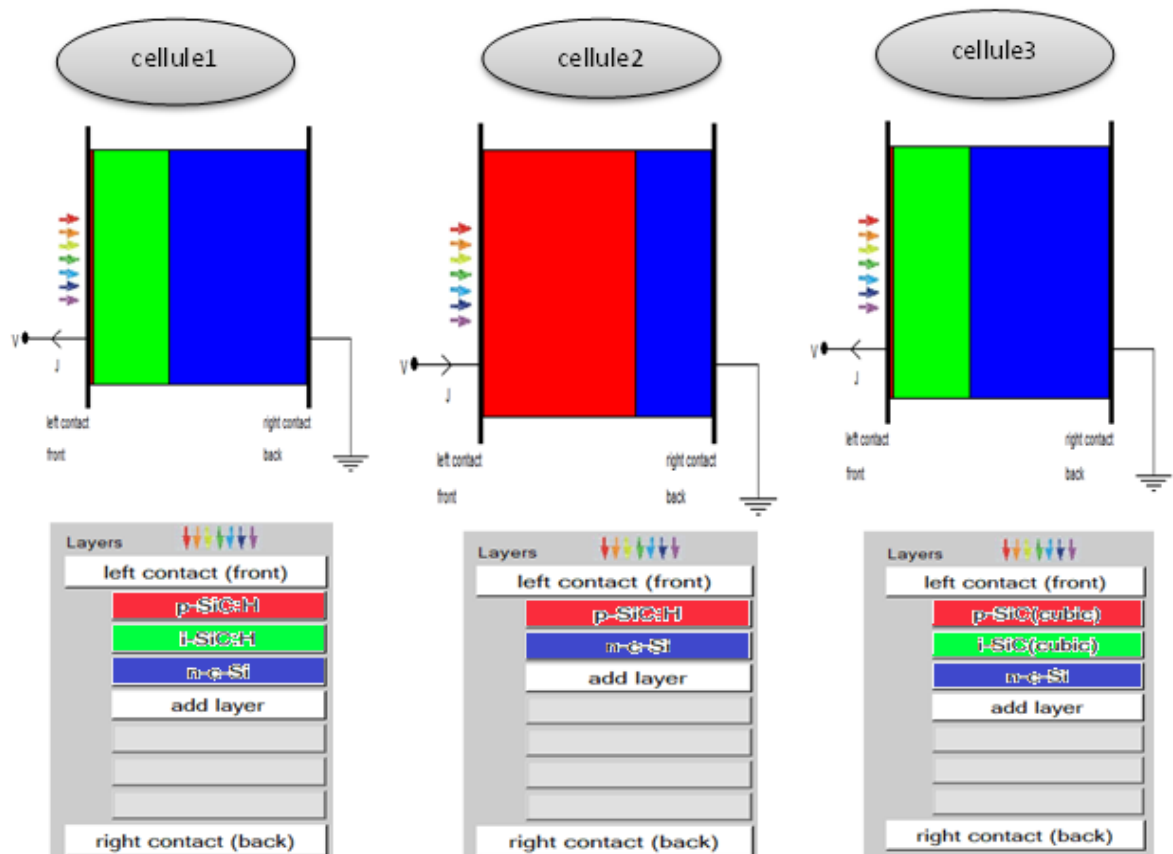 cellule1
V
J
left contact
front
right contact
back
Layers
left contact (front)
p-SiC:H
i-SiC:H
n-c-Si
add layer
right contact (back)
cellule2
V
J
left contact
front
right contact
back
Layers
left contact (front)
p-SiC:H
n-c-Si
add layer
right contact (back)
cellule3
V
J
left contact
front
right contact
back
Layers
left contact (front)
p-SiC(cubic)
i-SiC(cubic)
n-c-Si
add layer
right contact (back)